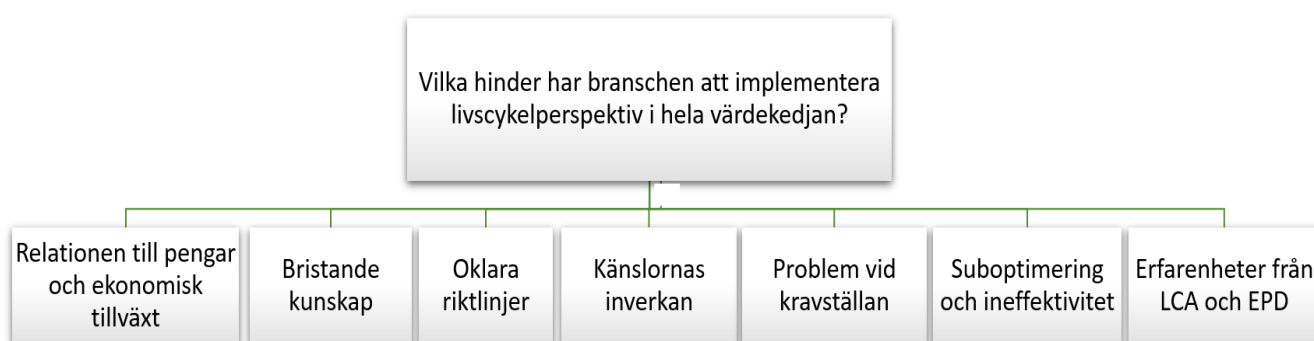 Vilka hinder har branschen att implementera
livscykelperspektiv i hela värdekedjan?
Relationen till pengar
och ekonomisk
tillväxt
Bristande
kunskap
Oklara
riktlinjer
Känslornas
inverkan
Problem vid
kravställan
Suboptimering
och ineffektivitet
Erfarenheter från
LCA och EPD